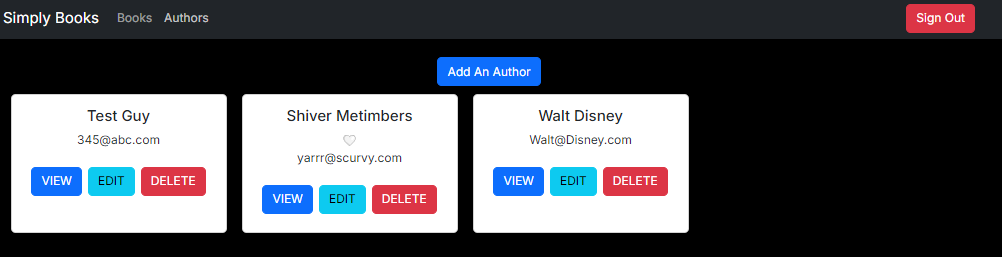 Simply Books Books Authors Sign Out
Add An Author
Test Guy
345@abc.com
VIEW EDIT DELETE
Shiver Metimbers
yarrr@scurvy.com
VIEW EDIT DELETE
Walt Disney
Walt@Disney.com
VIEW EDIT DELETE